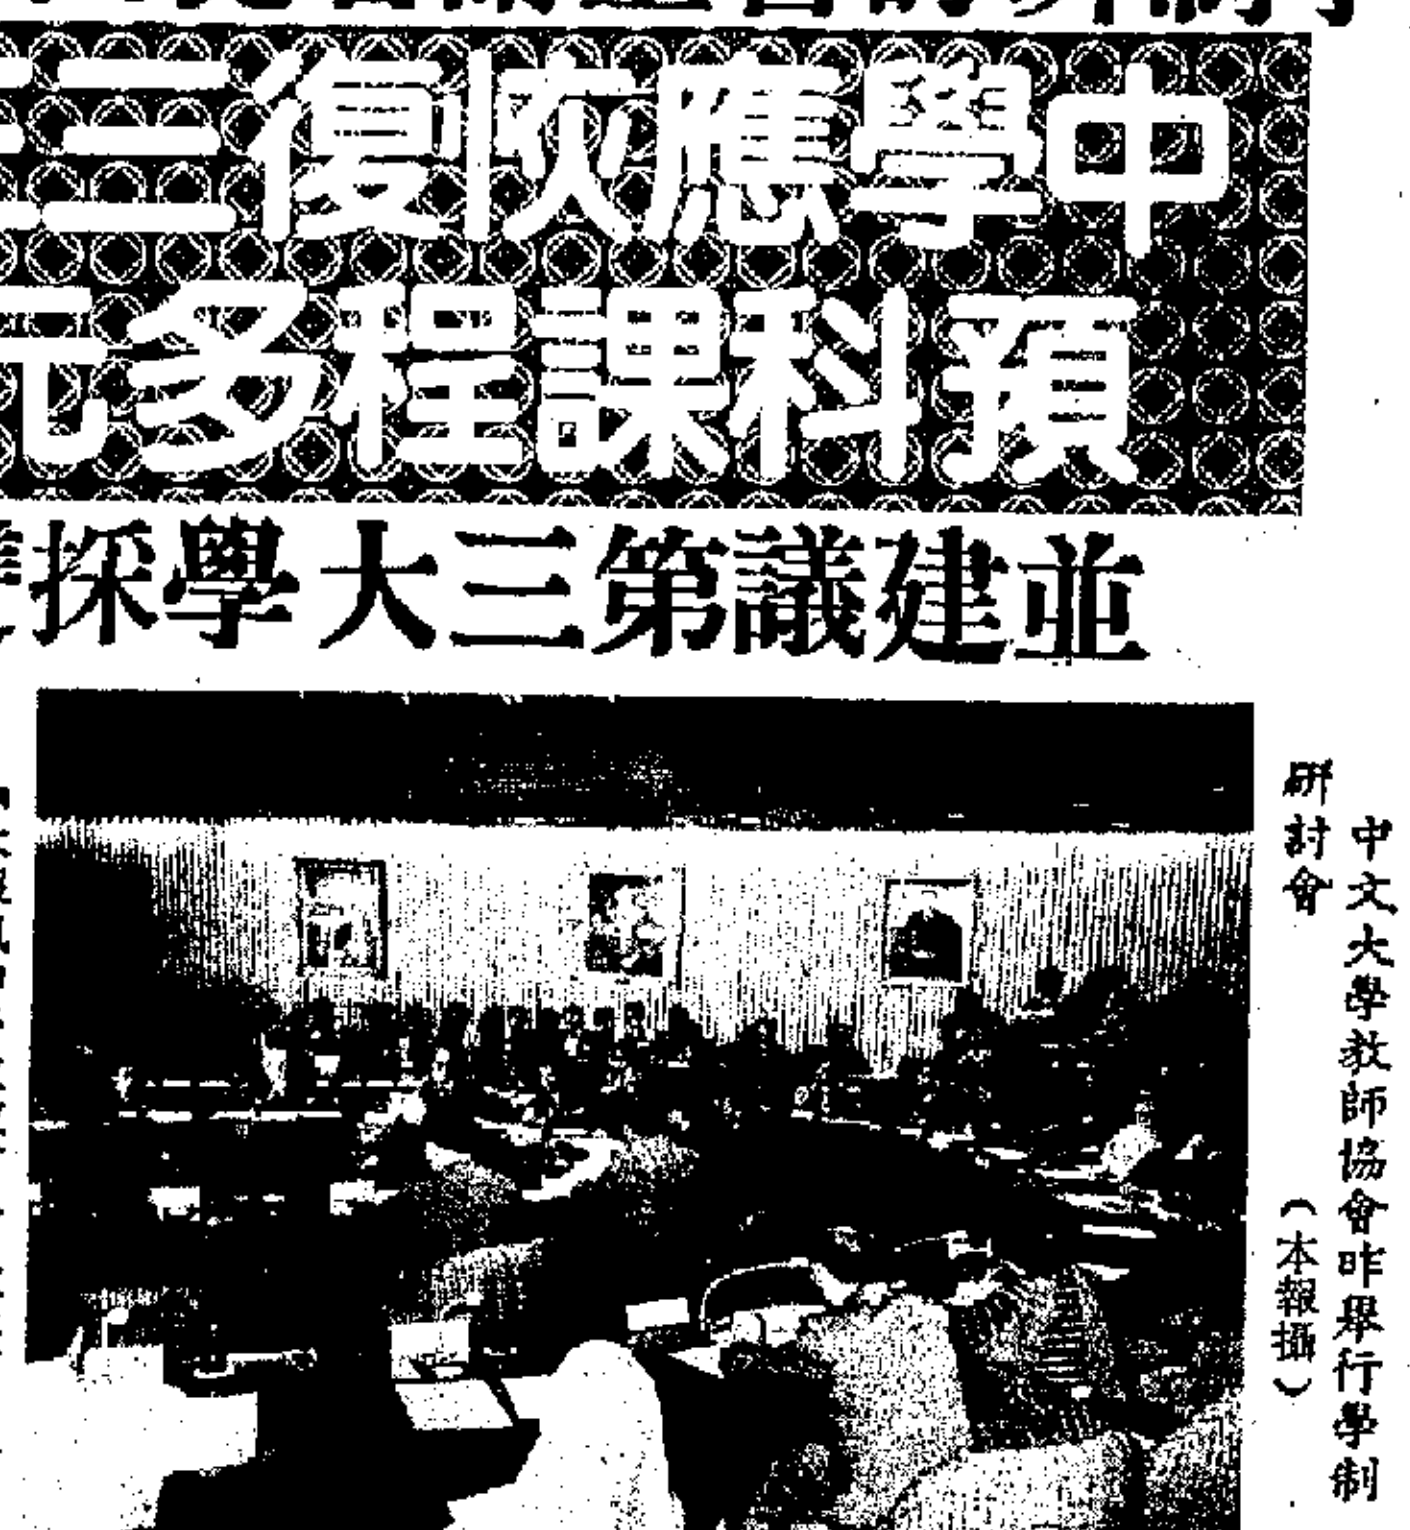 中學應恢復三三
預科課程多元
並建議第三大學採
中文大學教師協會昨舉行學制
研討會
(本報攝)